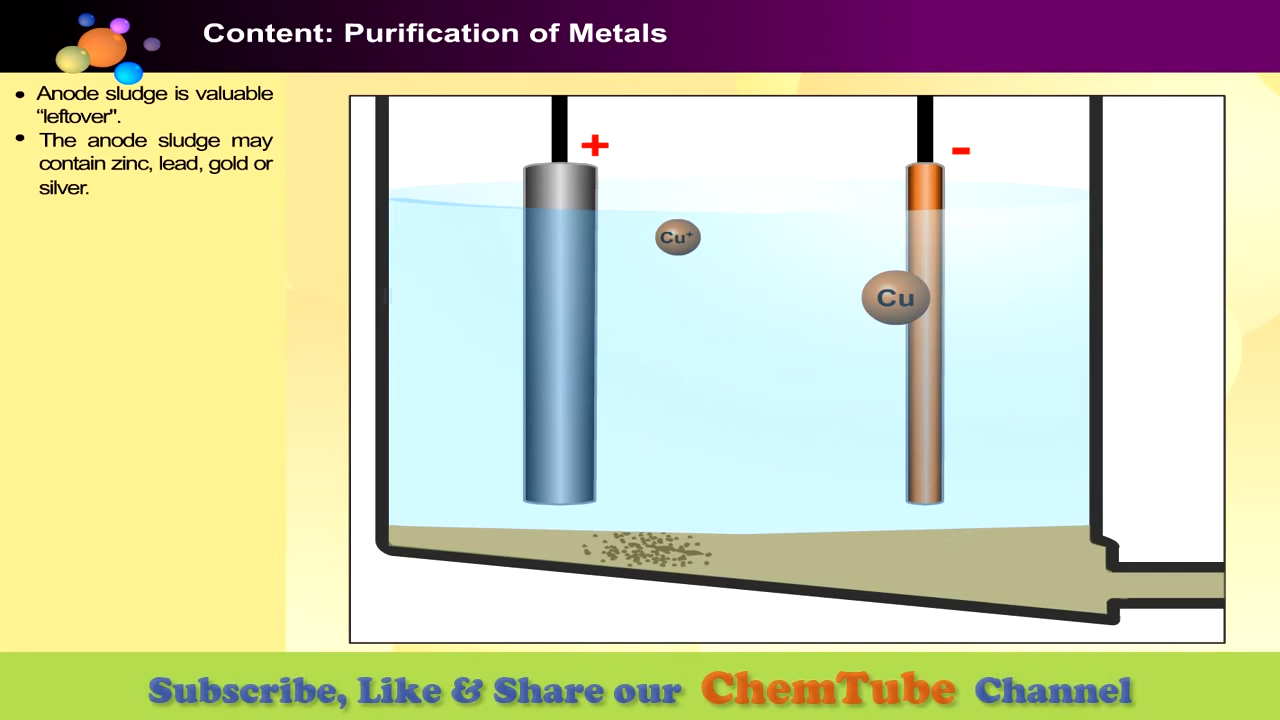 Content: Purification of Metals
• Anode sludge is valuable
“leftover".
• The anode sludge may
contain zinc, lead, gold or
silver.
+
-
Cu⁺
Cu
Subscribe, Like & Share our ChemTube Channel